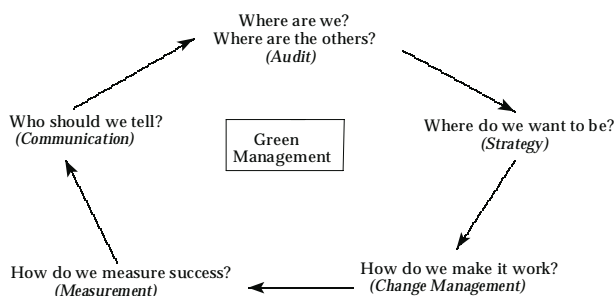 Where are we?
Where are the others?
(Audit)
Who should we tell?
(Communication)
Green
Management
Where do we want to be?
(Strategy)
How do we measure success?
(Measurement)
How do we make it work?
(Change Management)